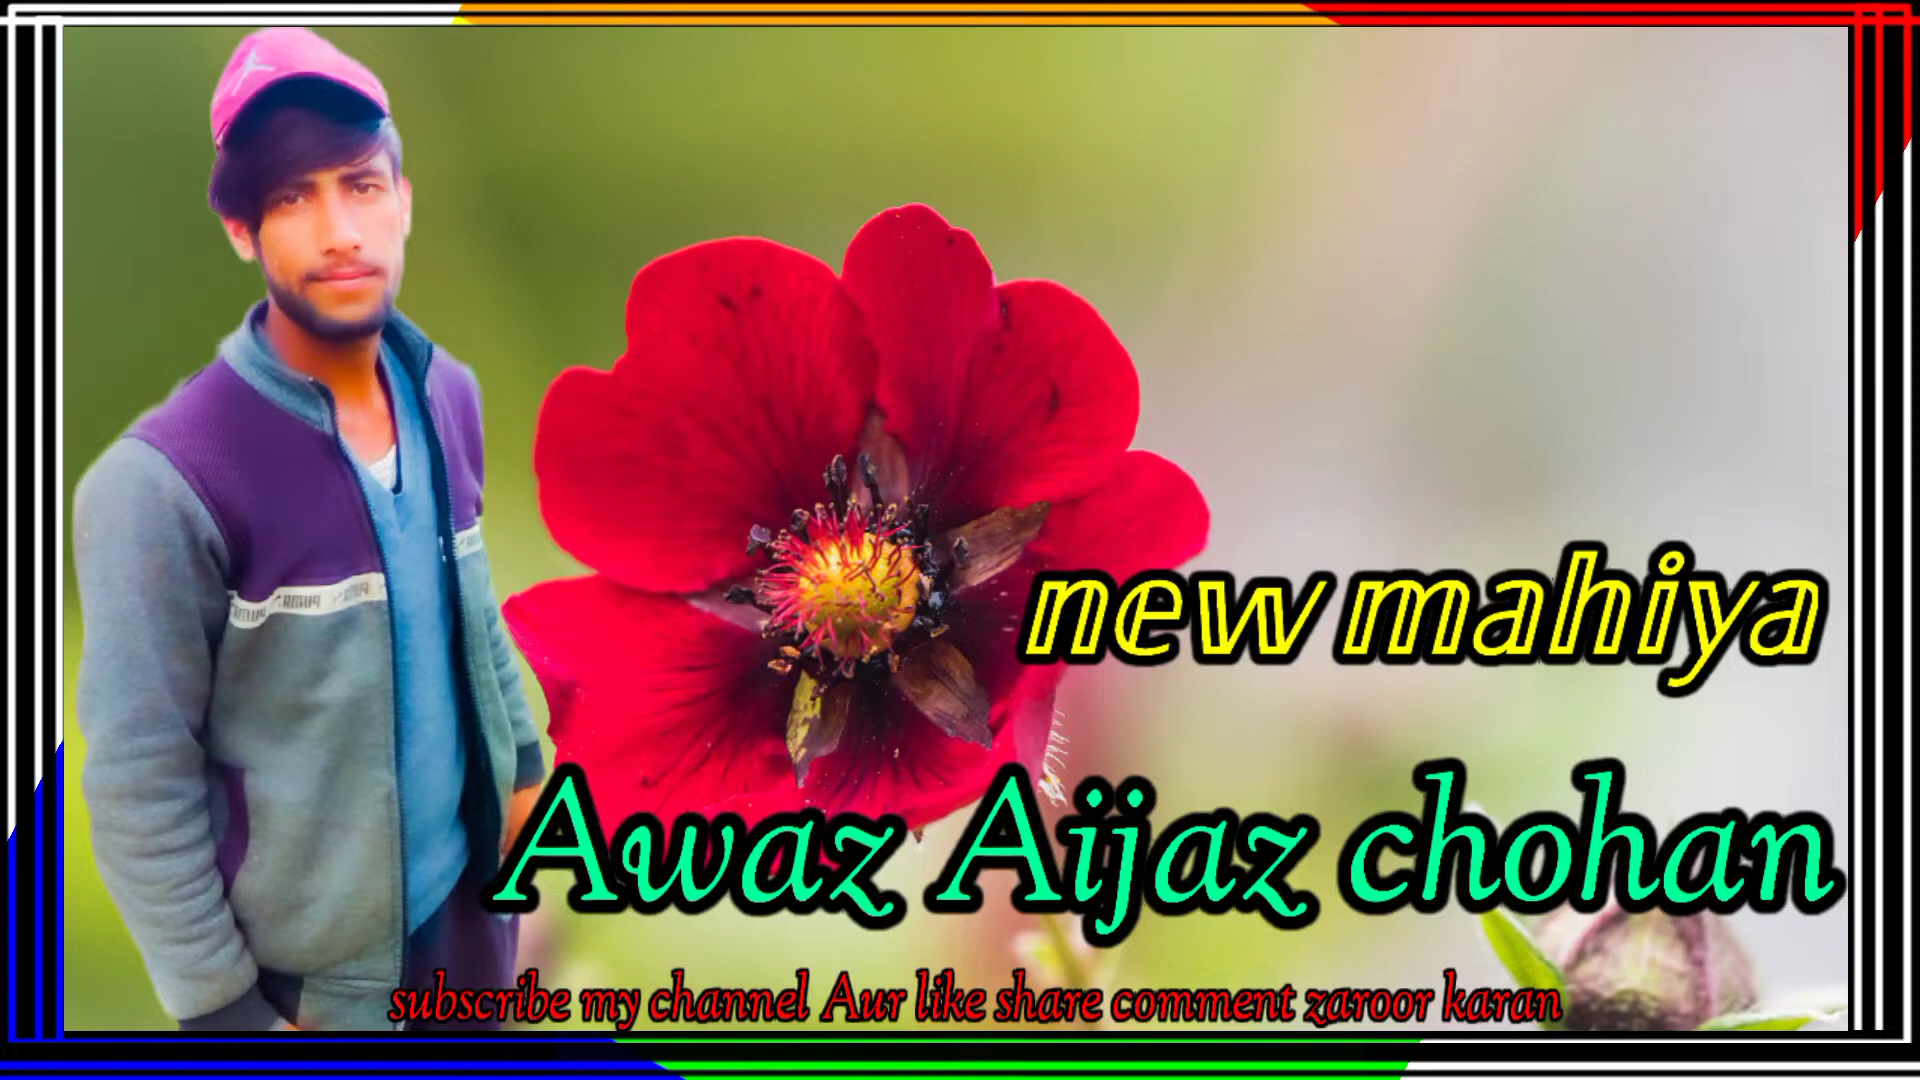 new mahiya
Awaz Aijaz chohan
subscribe my channel Aur like share comment zaroor karan